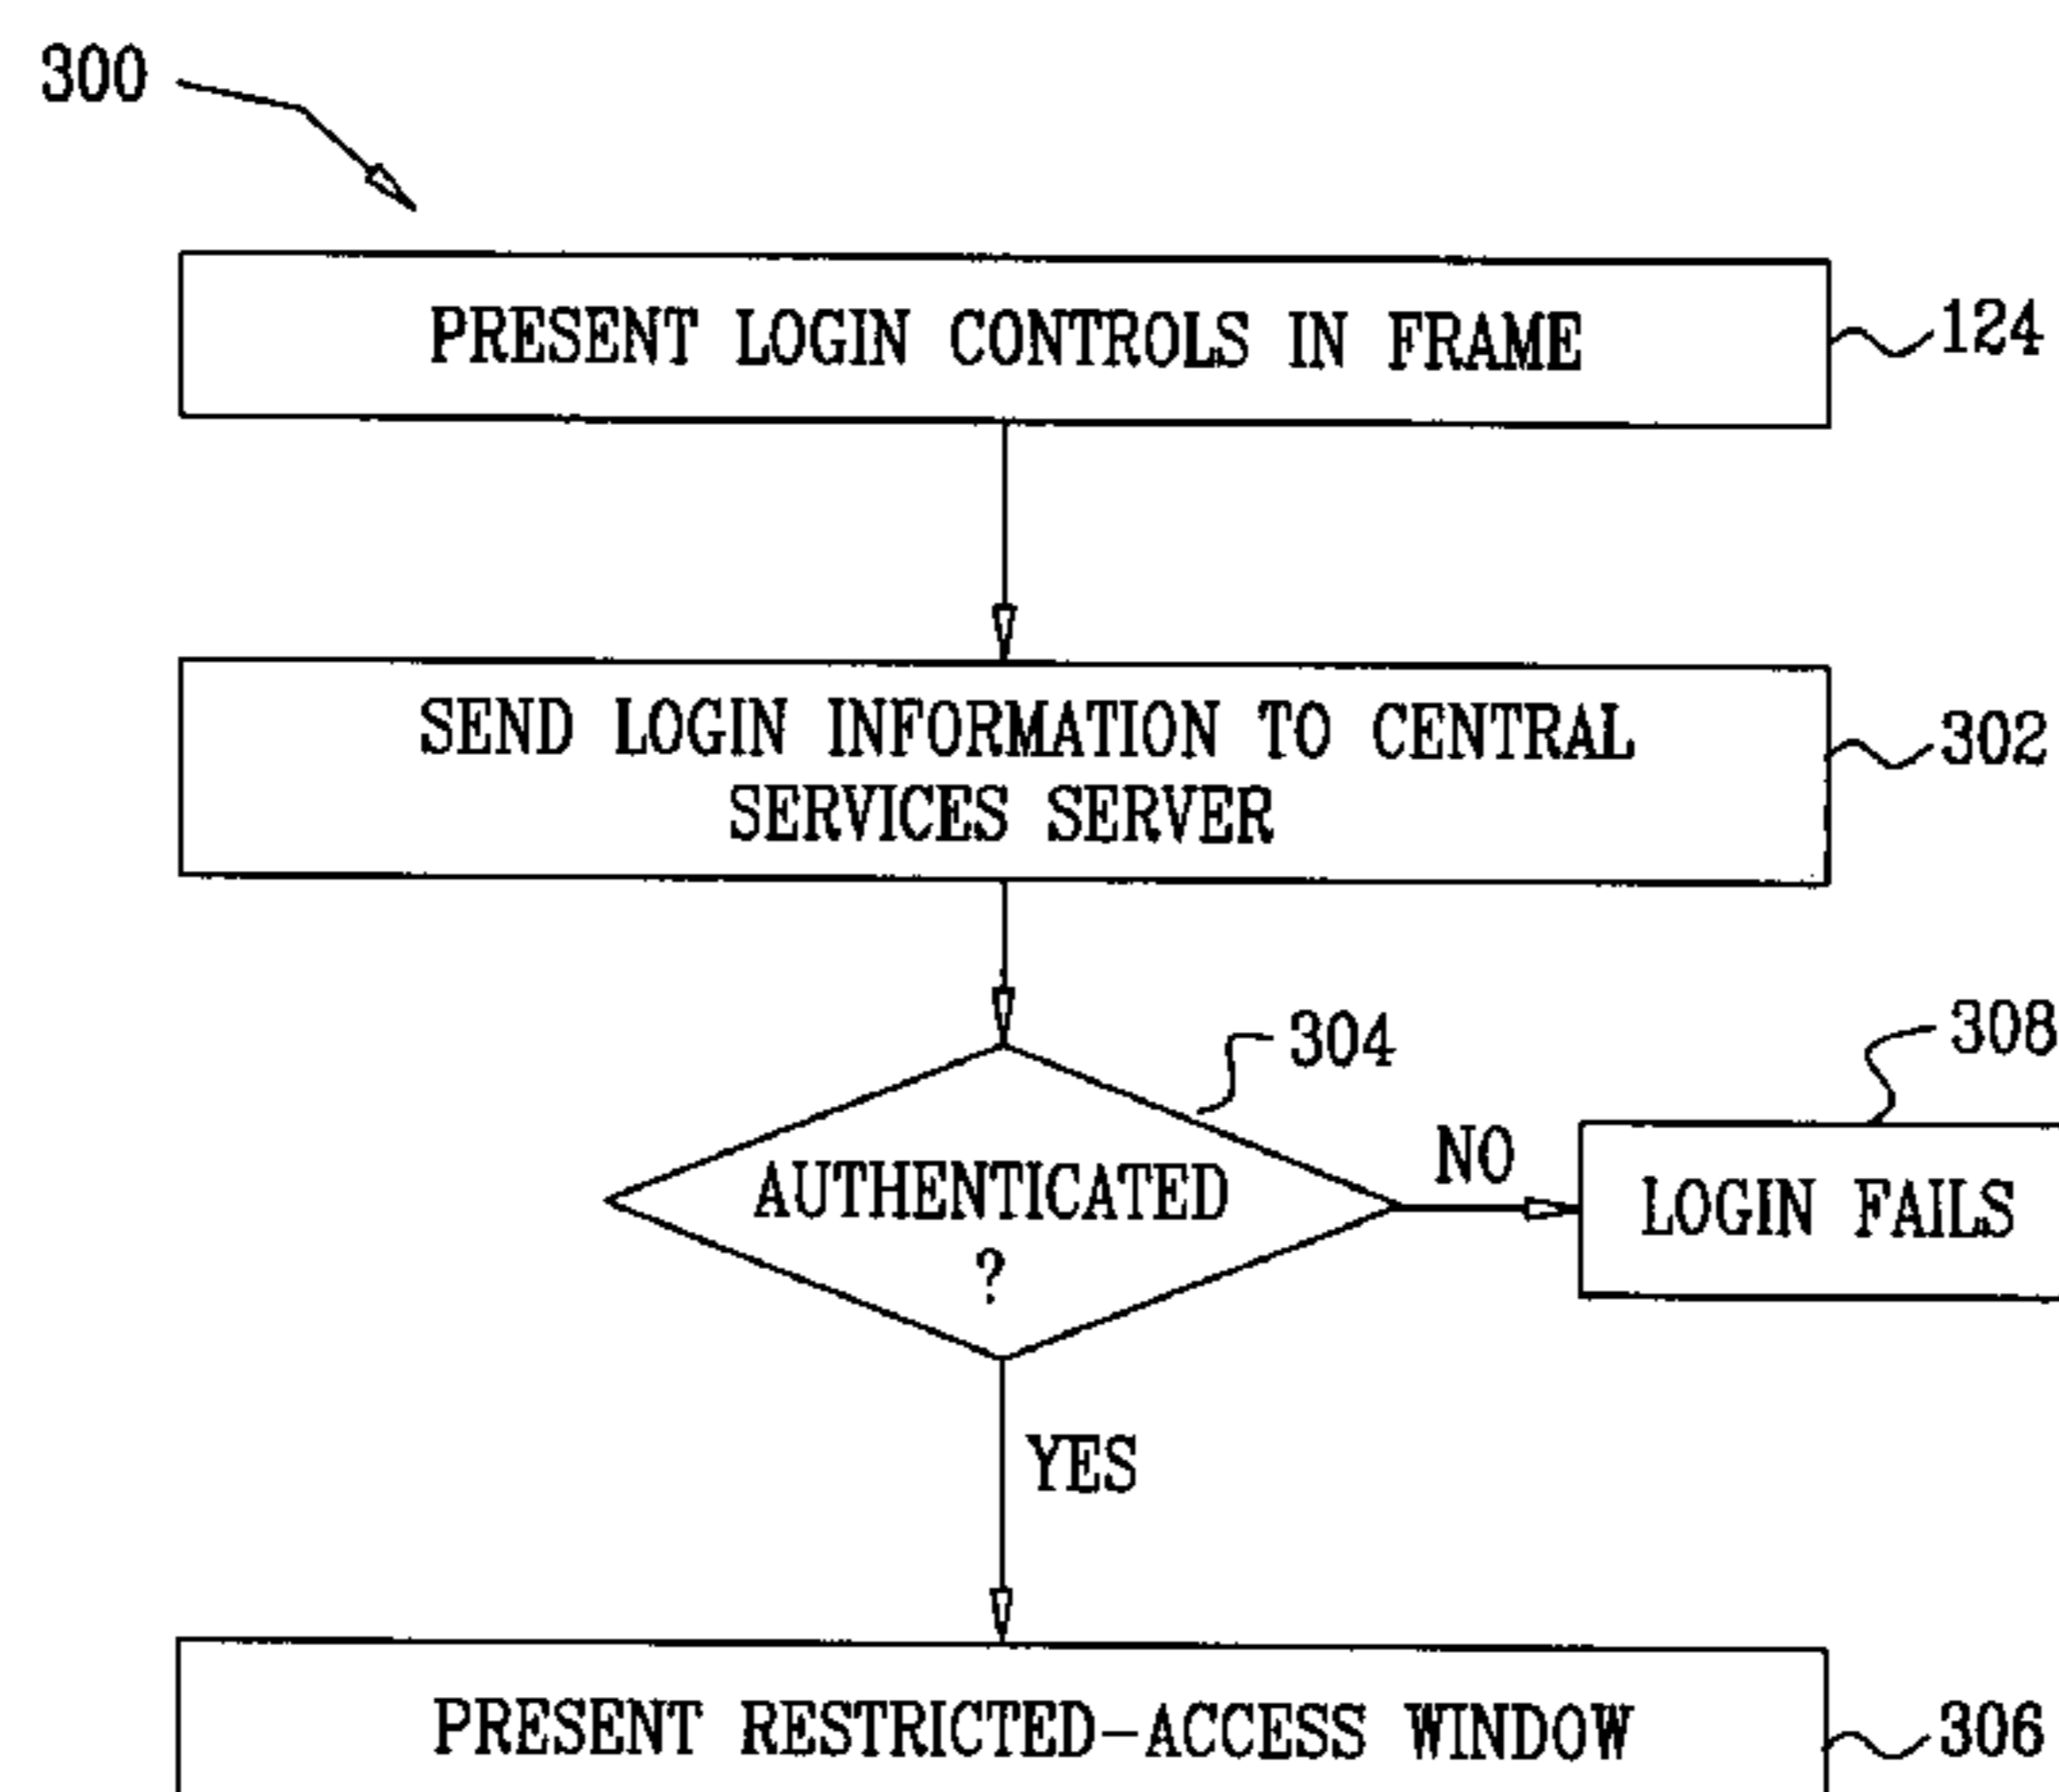 300
PRESENT LOGIN CONTROLS IN FRAME
124
SEND LOGIN INFORMATION TO CENTRAL
SERVICES SERVER
302
304
308
AUTHENTICATED
?
NO
LOGIN FAILS
YES
PRESENT RESTRICTED-ACCESS WINDOW
306